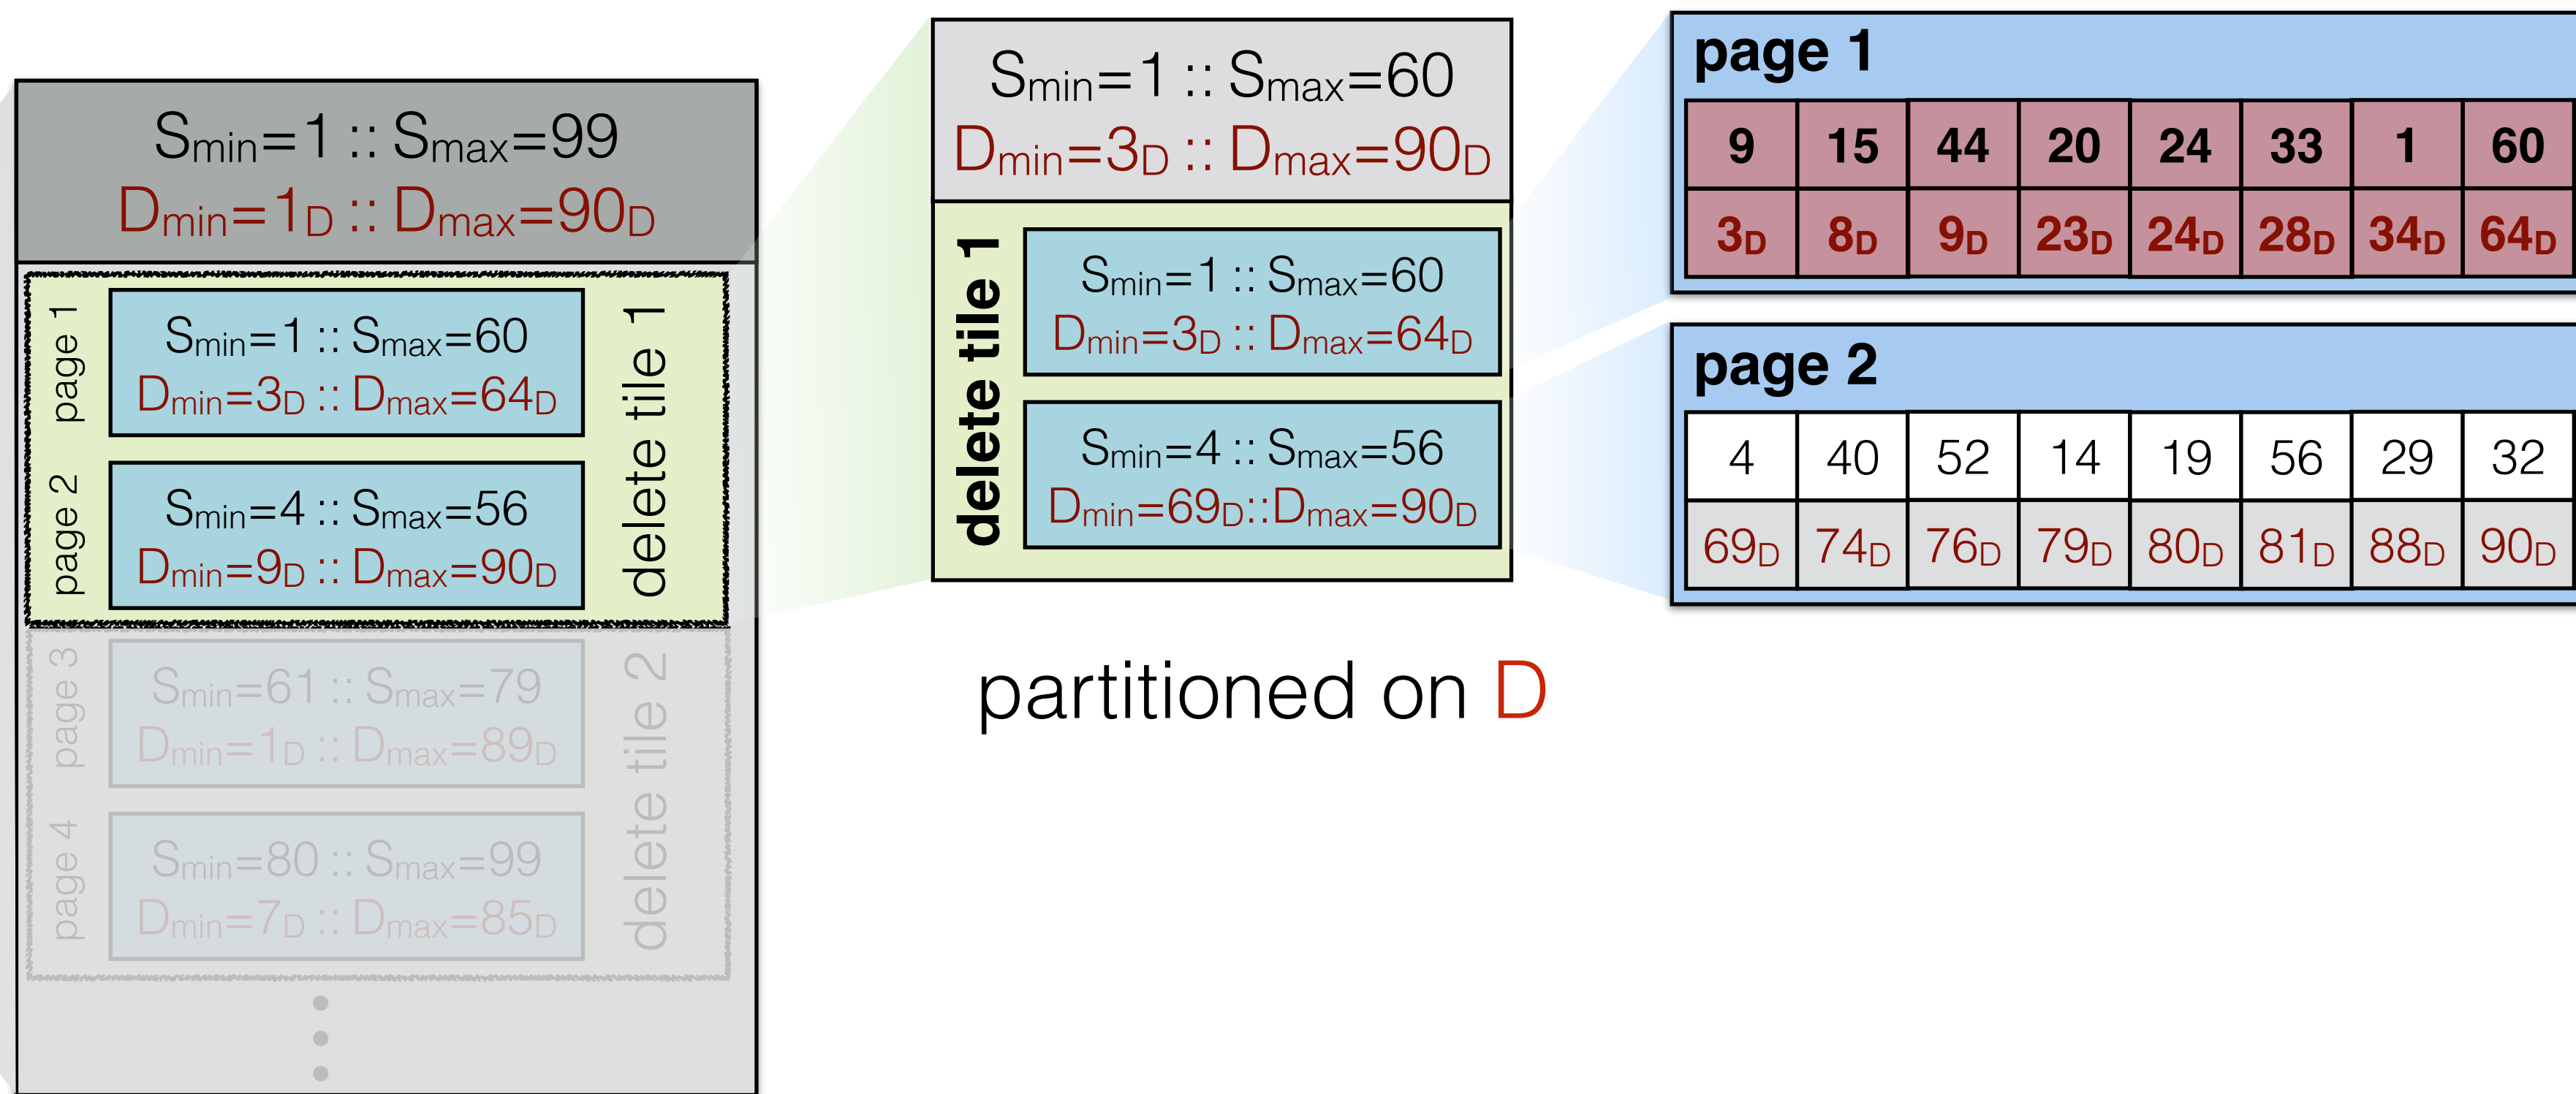 Smin=1 :: Smax=99
Dmin=1D :: Dmax=90D
page 1
Smin=1 :: Smax=60
Dmin=3D :: Dmax=64D
page 2
Smin=4 :: Smax=56
Dmin=9D :: Dmax=90D
delete tile 1
page 3
Smin=61 :: Smax=79
Dmin=1D :: Dmax=89D
page 4
Smin=80 :: Smax=99
Dmin=7D :: Dmax=85D
delete tile 2
Smin=1 :: Smax=60
Dmin=3D :: Dmax=90D
delete tile 1
Smin=1 :: Smax=60
Dmin=3D :: Dmax=64D
Smin=4 :: Smax=56
Dmin=69D::Dmax=90D
partitioned on D
page 1
9 15 44 20 24 33 1 60
3D 8D 9D 23D 24D 28D 34D 64D
page 2
4 40 52 14 19 56 29 32
69D 74D 76D 79D 80D 81D 88D 90D